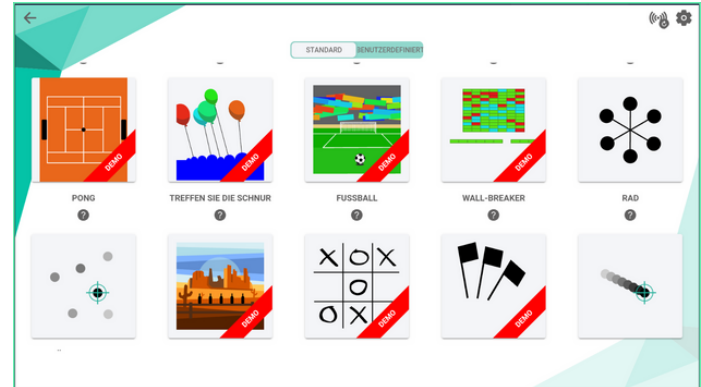 STANDARD BENUTZERDEFINIERT
DEMO DEMO DEMO DEMO
PONG TREFFEN SIE DIE SCHNUR FUSSBALL WALL-BREAKER RAD
? ? ? ? ?
X O X
O
O X
DEMO DEMO DEMO